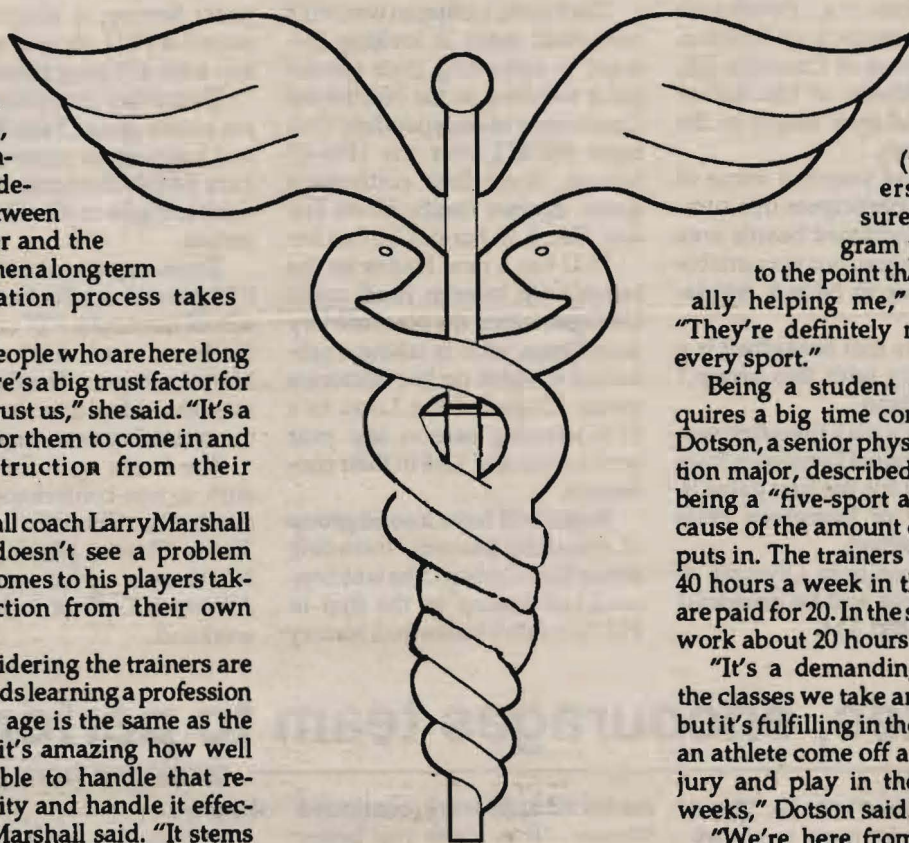 de-
tween
r and the
hen a long term
ation process takes
eople who are here long
re's a big trust factor for
rust us," she said. "It's a
or them to come in and
truction from their
all coach Larry Marshall
doesn't see a problem
omes to his players tak-
ction from their own
idering the trainers are
ds learning a profession
age is the same as the
it's amazing how well
ble to handle that re-
ity and handle it effec-
Marshall said. "It stems
(
ers
sure
gram
to the point tha
ally helping me,"
"They're definitely n
every sport."
Being a student
quires a big time con
Dotson, a senior physi
tion major, described
being a "five-sport a
cause of the amount o
puts in. The trainers
40 hours a week in th
are paid for 20. In the s
work about 20 hours
"It's a demanding
the classes we take an
but it's fulfilling in the
an athlete come off a
jury and play in the
weeks," Dotson said.
"We're here from